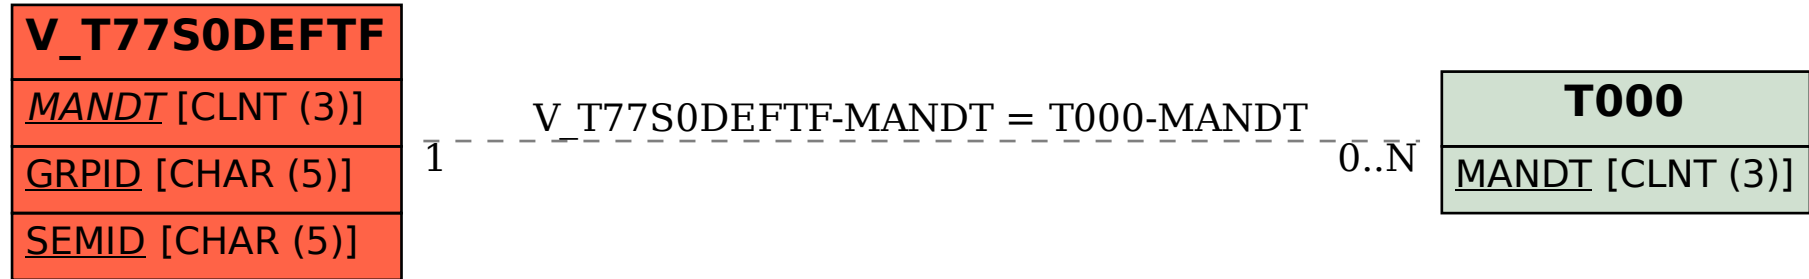 V_T77S0DEFTF
MANDT [CLNT (3)]
GRPID [CHAR (5)]
SEMID [CHAR (5)]
V_T77S0DEFTF-MANDT = T000-MANDT
1
0..N
T000
MANDT [CLNT (3)]